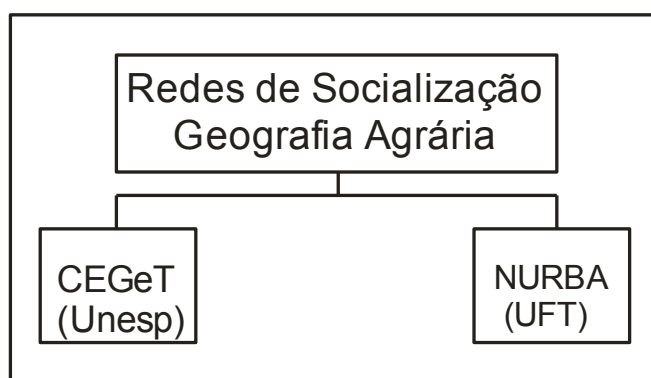 Redes de Socialização
Geografia Agrária
CEGeT
(Unesp)
NURBA
(UFT)